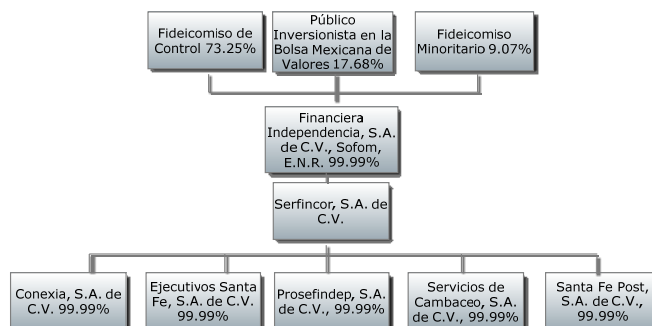 Fideicomiso de
Control 73.25%
Público
Inversionista en la
Bolsa Mexicana de
Valores 17.68%
Fideicomiso
Minoritario 9.07%
Financiera
Independencia, S.A.
de C.V., Sofom,
E.N.R. 99.99%
Serfincor, S.A. de
C.V.
Conexia, S.A. de
C.V. 99.99%
Ejecutivos Santa
Fe, S.A. de C.V.
99.99%
Prosefindep, S.A.
de C.V., 99.99%
Servicios de
Cambaceo, S.A.
de C.V., 99.99%
Santa Fe Post,
S.A. de C.V.,
99.99%